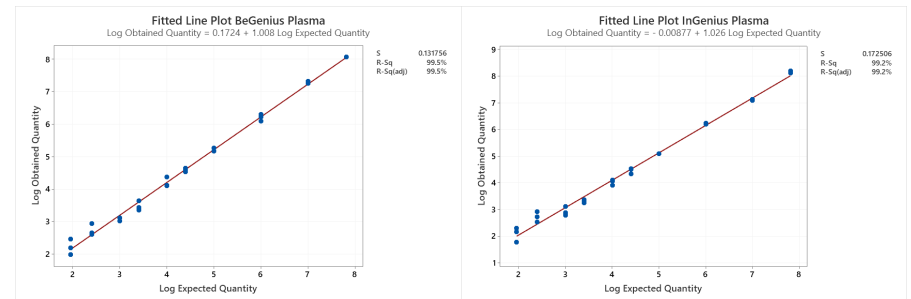 Fitted Line Plot BeGenius Plasma
Log Obtained Quantity = 0.1724 + 1.008 Log Expected Quantity
S 0.131756
R-Sq 99.5%
R-Sq(adj) 99.5%
8
7
6
5
4
3
2
Log Obtained Quantity
2 3 4 5 6 7 8
Log Expected Quantity
Fitted Line Plot InGenius Plasma
Log Obtained Quantity = - 0.00877 + 1.026 Log Expected Quantity
S 0.172506
R-Sq 99.2%
R-Sq(adj) 99.2%
9
8
7
6
5
4
3
2
1
Log Obtained Quantity
2 3 4 5 6 7 8
Log Expected Quantity